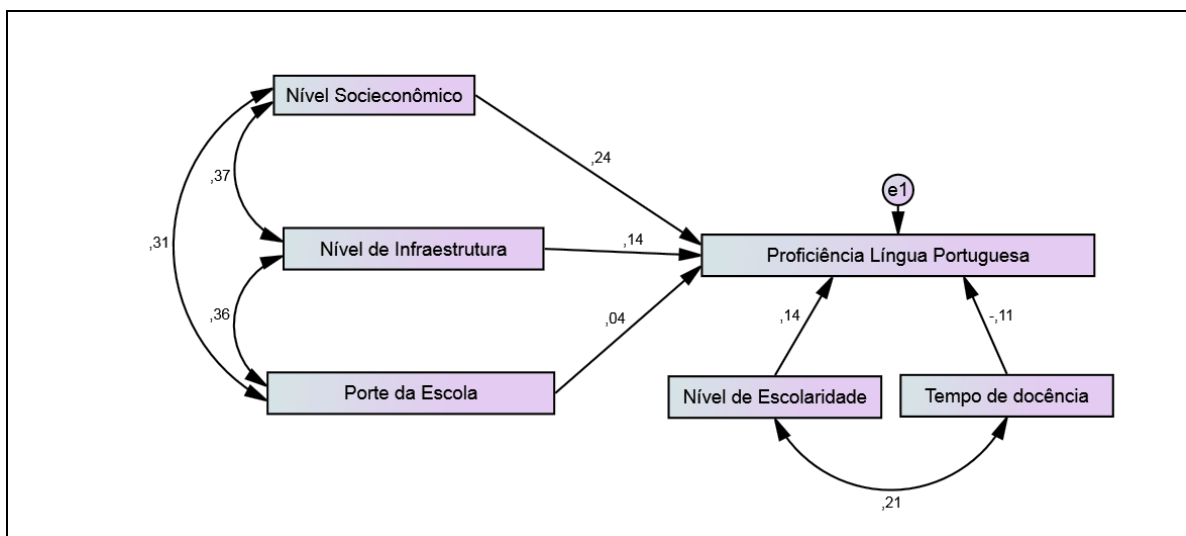 Nível Socieconômico
,24
e1
,37
,31
Nível de Infraestrutura
,14
Proficiência Língua Portuguesa
,36
,04
,14
-,11
Porte da Escola
Nível de Escolaridade
Tempo de docência
,21